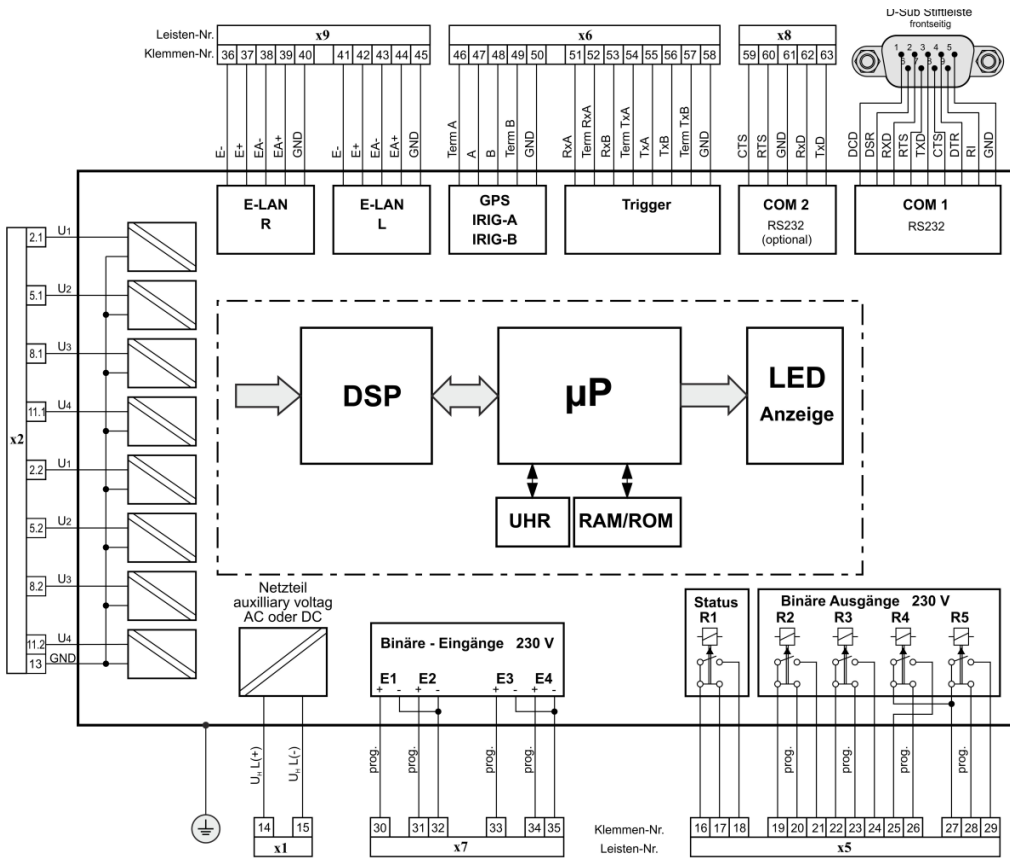 D-Sub Stiftleiste
frontseitig
Leisten-Nr. x9 x6 x8
Klemmen-Nr. 36 37 38 39 40 41 42 43 44 45 46 47 48 49 50 51 52 53 54 55 56 57 58 59 60 61 62 63
1 2 3 4 5
6 7 8 9
E- E+ EA- EA+ GND E- E+ EA- EA+ GND Term A A B Term B GND RxA Term RxA RxB Term TxA TxA TxB Term TxB GND CTS RTS GND RxD TxD DCD DSR RXD RTS TXD CTS DTR RI GND
E-LAN
R
E-LAN
L
GPS
IRIG-A
IRIG-B
Trigger
COM 2
RS232
(optional)
COM 1
RS232
x2
2.1 U1
5.1 U2
8.1 U3
11.1 U4
2.2 U1
5.2 U2
8.2 U3
11.2 U4
13 GND
DSP
µP
LED
Anzeige
UHR
RAM/ROM
Netzteil
auxilliary voltag
AC oder DC
Binäre - Eingänge 230 V
E1 E2 E3 E4
+ - + - + - + -
Status
R1
Binäre Ausgänge 230 V
R2 R3 R4 R5
UH L(+) UH L(-)
prog. prog. prog. prog. prog. prog. prog. prog.
14 15
x1
30 31 32 33 34 35
x7
Klemmen-Nr. 16 17 18 19 20 21 22 23 24 25 26 27 28 29
Leisten-Nr. x5